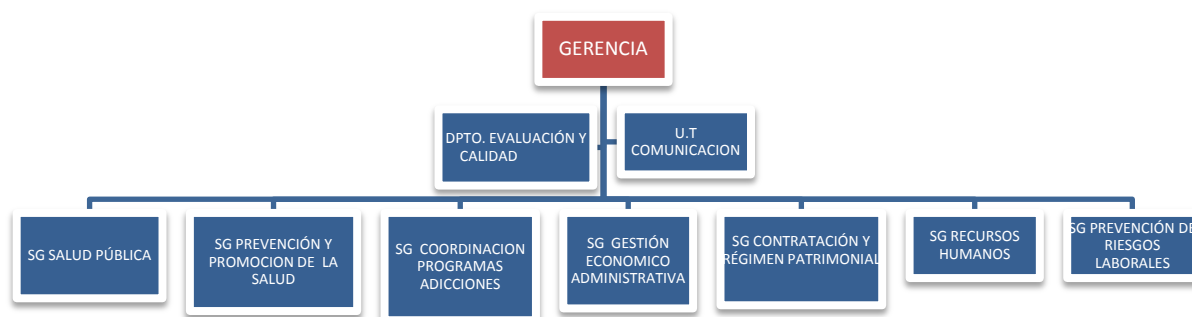 GERENCIA
DPTO. EVALUACIÓN Y
CALIDAD
U.T
COMUNICACION
SG SALUD PÚBLICA
SG PREVENCIÓN Y
PROMOCION DE LA
SALUD
SG COORDINACION
PROGRAMAS
ADICCIONES
SG GESTIÓN
ECONOMICO
ADMINISTRATIVA
SG CONTRATACIÓN Y
RÉGIMEN PATRIMONIAL
SG RECURSOS
HUMANOS
SG PREVENCIÓN DE
RIESGOS
LABORALES